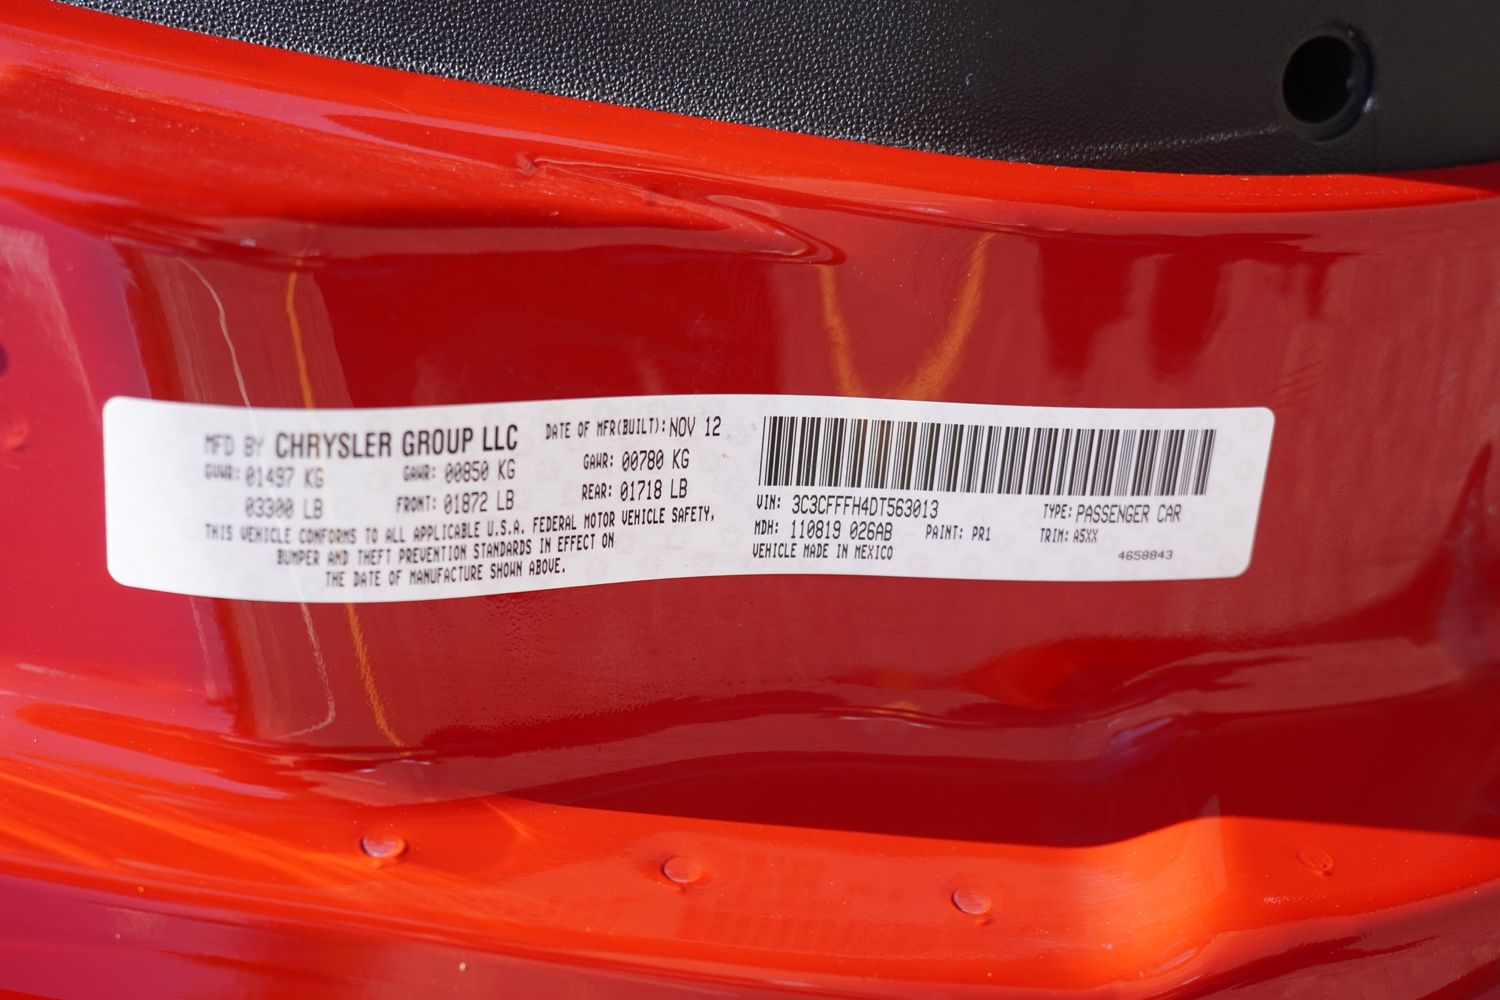 MFD BY CHRYSLER GROUP LLC DATE OF MFR(BUILT): NOV 12
GVWR: 01497 KG GAWR: 00850 KG GAWR: 00780 KG
03300 LB FRONT: 01872 LB REAR: 01718 LB
THIS VEHICLE CONFORMS TO ALL APPLICABLE U.S.A. FEDERAL MOTOR VEHICLE SAFETY,
BUMPER AND THEFT PREVENTION STANDARDS IN EFFECT ON
THE DATE OF MANUFACTURE SHOWN ABOVE.
VIN: 3C3CFFFH4DT563013 TYPE: PASSENGER CAR
MDH: 110819 026AB PAINT: PR1 TRIM: A5XX
VEHICLE MADE IN MEXICO 4658843